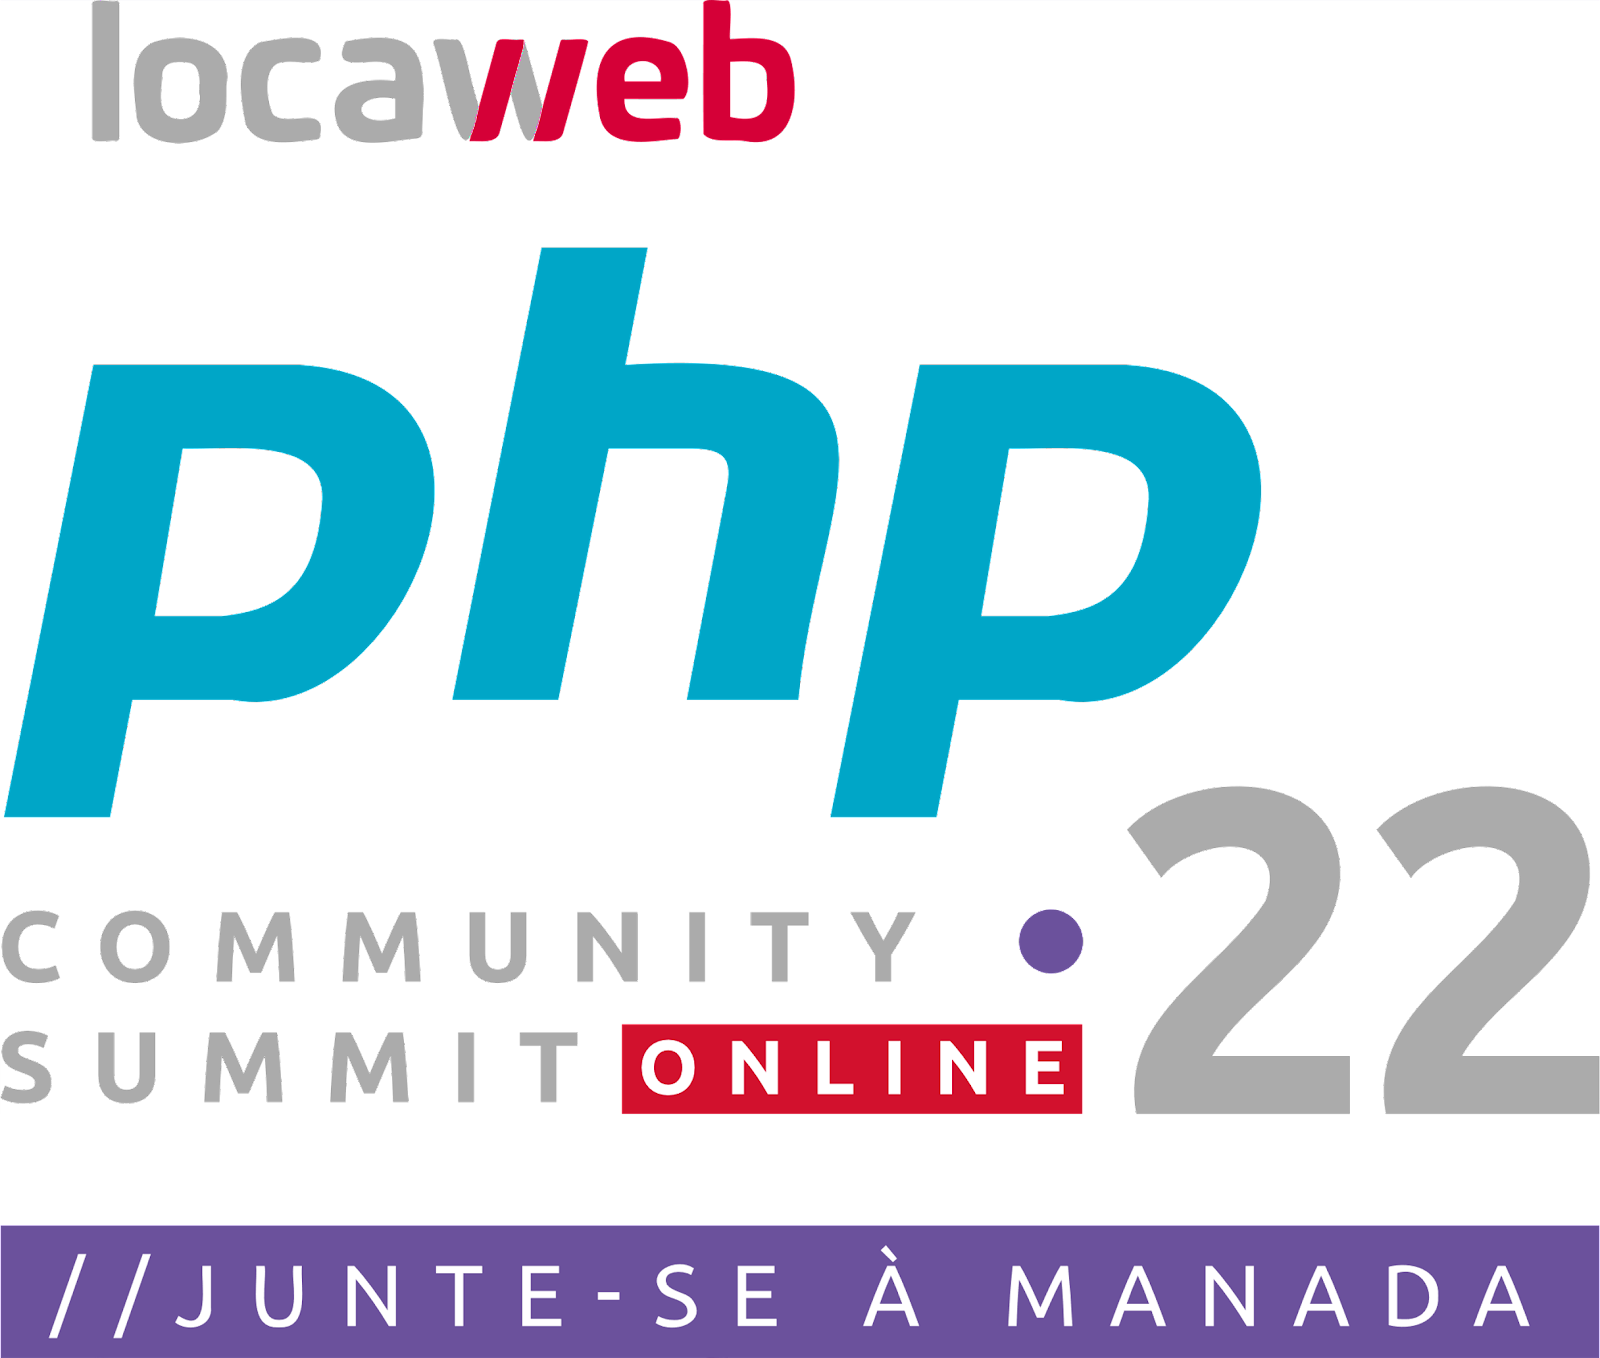 locaweb
php
COMMUNITY •22
SUMMIT ONLINE
//JUNTE-SE À MANADA